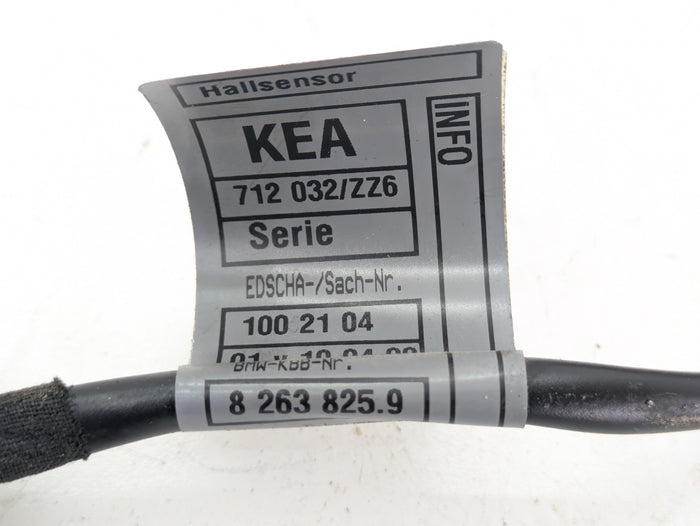 Hallsensor
INFO
KEA
712 032/ZZ6
Serie
EDSCHA-/Sach-Nr.
100 21 04
BMW-KBB-Nr.
8 263 825.9